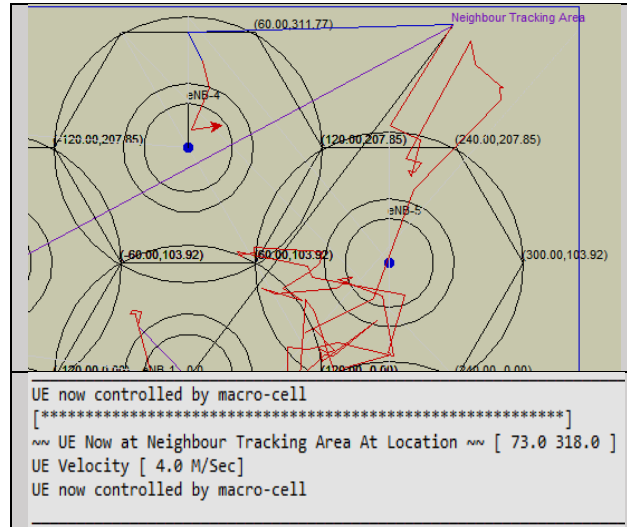 (60.00,311.77)
Neighbour Tracking Area
eNB-4
(-120.00,207.85)
(120.00,207.85)
(240.00,207.85)
eNB-5
(-60.00,103.92)
(60.00,103.92)
(300.00,103.92)
UE now controlled by macro-cell
[***********************************************************]
~~ UE Now at Neighbour Tracking Area At Location ~~ [ 73.0 318.0 ]
UE Velocity [ 4.0 M/Sec]
UE now controlled by macro-cell